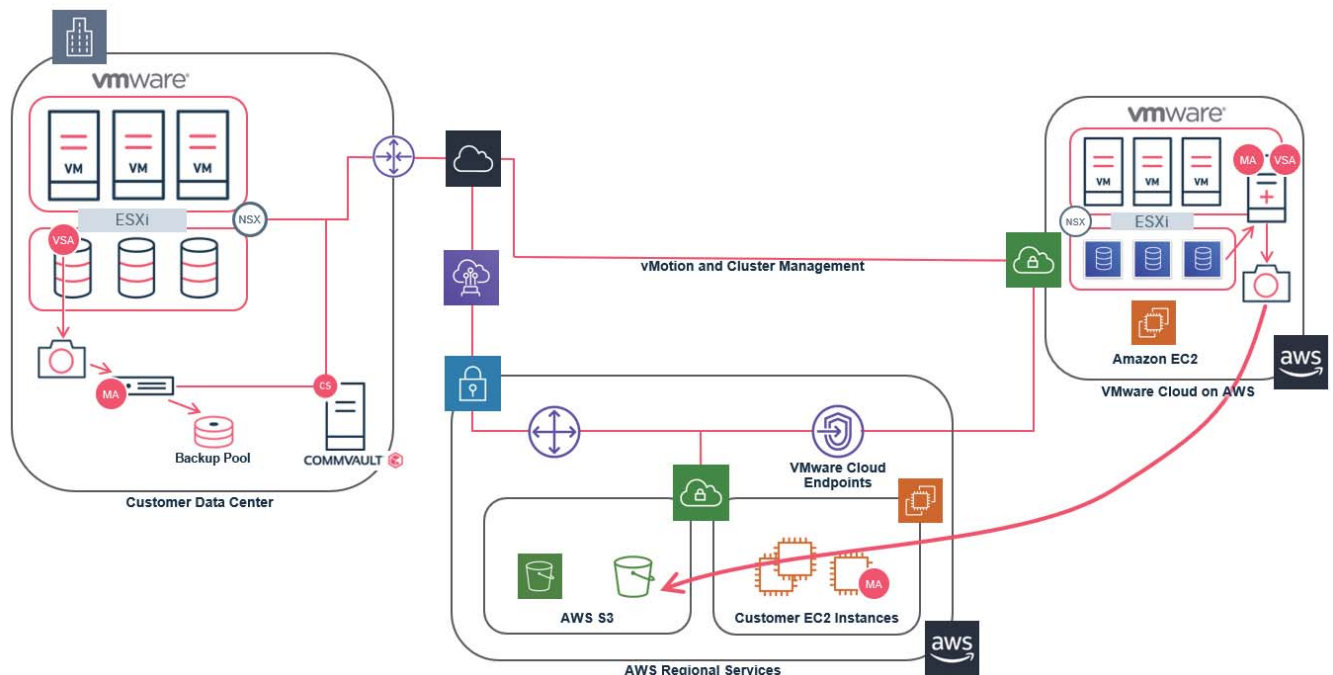 vmware®
VM
VM
VM
ESXi
NSX
VSA
MA
CS
Backup Pool
COMMVAULT
Customer Data Center
vMotion and Cluster Management
VMware Cloud
Endpoints
AWS S3
MA
Customer EC2 Instances
aws
AWS Regional Services
vmware®
MA
VSA
VM
VM
VM
NSX
ESXi
Amazon EC2
aws
VMware Cloud on AWS